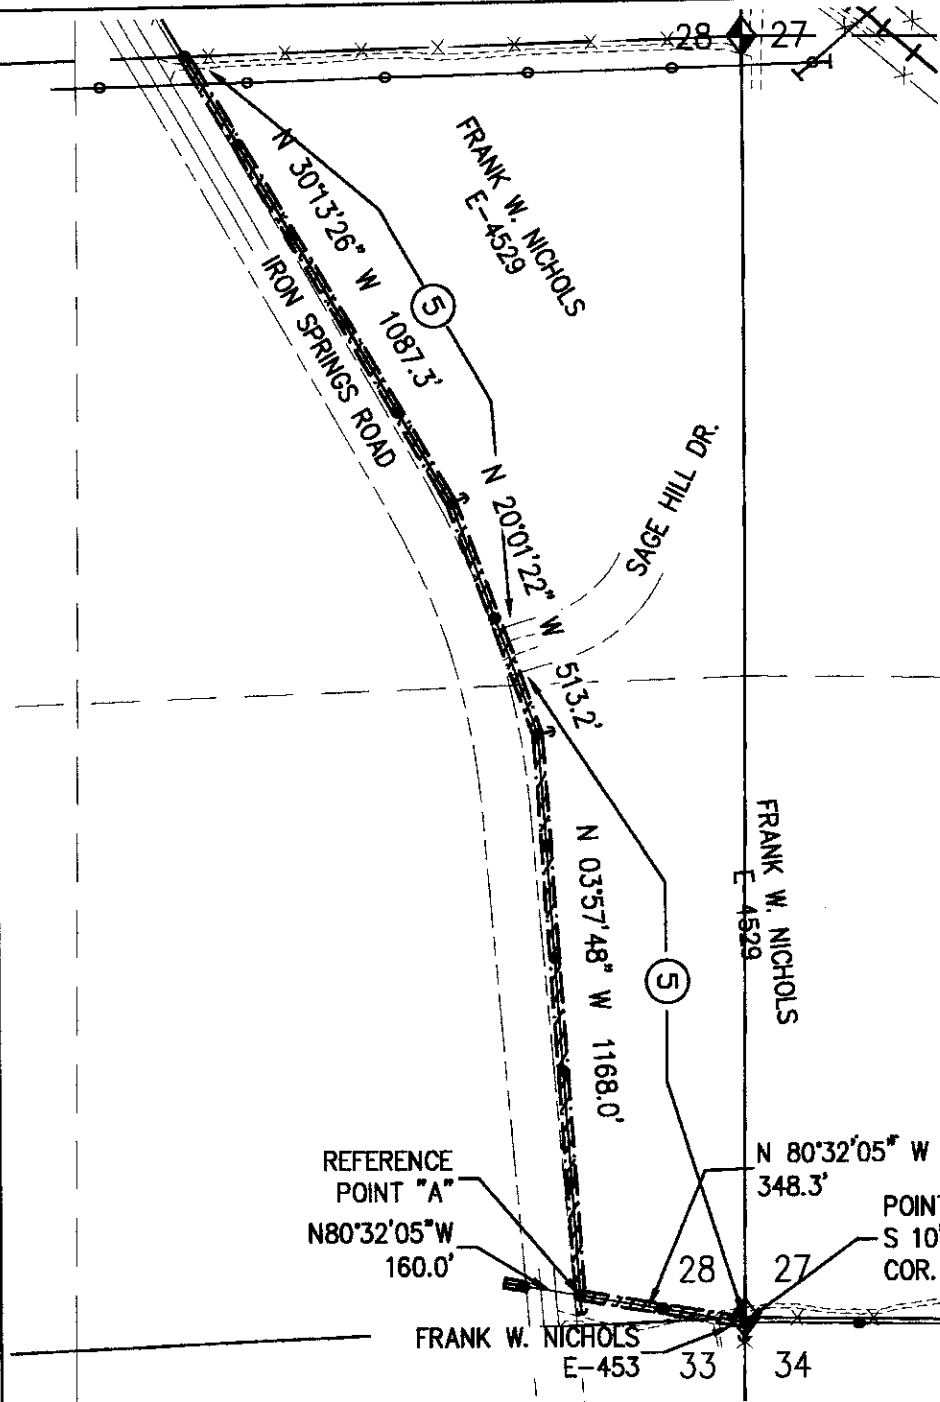 28 27
FRANK W. NICHOLS
E-4529
N 30°13'26" W 1087.3'
5
IRON SPRINGS ROAD
SAGE HILL DR.
N 20°01'22" W 513.2'
FRANK W. NICHOLS
E 4529
N 03°57'48" W 1168.0'
5
REFERENCE
POINT "A"
N80°32'05"W
160.0'
N 80°32'05" W
348.3'
POINT
S 10°
COR.
28 27
FRANK W. NICHOLS
E-453
33 34